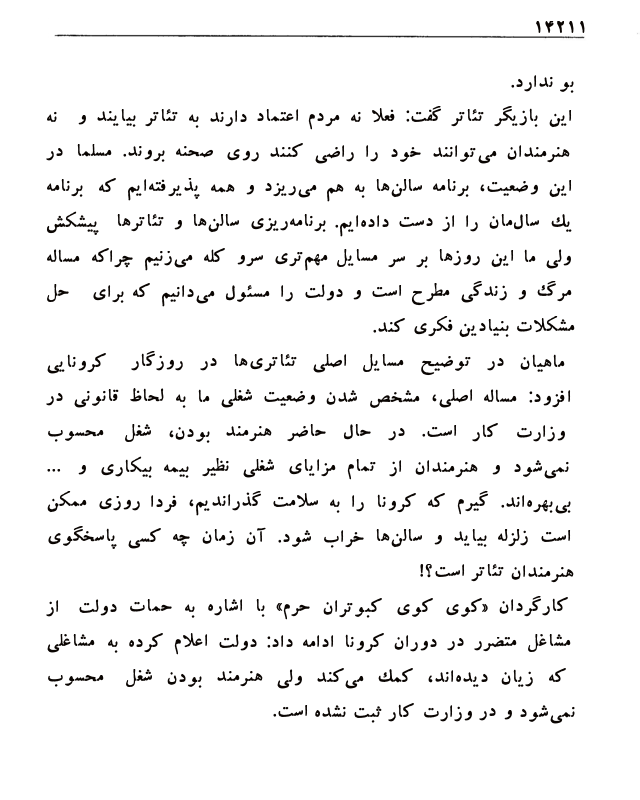 ۱۴۲۱۱
بو ندارد.
این بازیگر تئاتر گفت: فعلا نه مردم اعتماد دارند به تئاتر بیایند و نه
هنرمندان می‌توانند خود را راضی کنند روی صحنه بروند. مسلما در
این وضعیت، برنامه سالن‌ها به هم می‌ریزد و همه پذیرفته‌ایم که برنامه
یك سال‌مان را از دست داده‌ایم. برنامه‌ریزی سالن‌ها و تئاترها پیشکش
ولی ما این روزها بر سر مسایل مهم‌تری سرو کله می‌زنیم چراکه مساله
مرگ و زندگی مطرح است و دولت را مسئول می‌دانیم که برای حل
مشکلات بنیادین فکری کند.
ماهیان در توضیح مسایل اصلی تئاتری‌ها در روزگار کرونایی
افزود: مساله اصلی، مشخص شدن وضعیت شغلی ما به لحاظ قانونی در
وزارت کار است. در حال حاضر هنرمند بودن، شغل محسوب
نمی‌شود و هنرمندان از تمام مزایای شغلی نظیر بیمه بیکاری و ...
بی‌بهره‌اند. گیرم که کرونا را به سلامت گذراندیم، فردا روزی ممکن
است زلزله بیاید و سالن‌ها خراب شود. آن زمان چه کسی پاسخگوی
هنرمندان تئاتر است؟!
کارگردان «کوی کوی کبوتران حرم» با اشاره به حمات دولت از
مشاغل متضرر در دوران کرونا ادامه داد: دولت اعلام کرده به مشاغلی
که زیان دیده‌اند، کمك می‌کند ولی هنرمند بودن شغل محسوب
نمی‌شود و در وزارت کار ثبت نشده است.